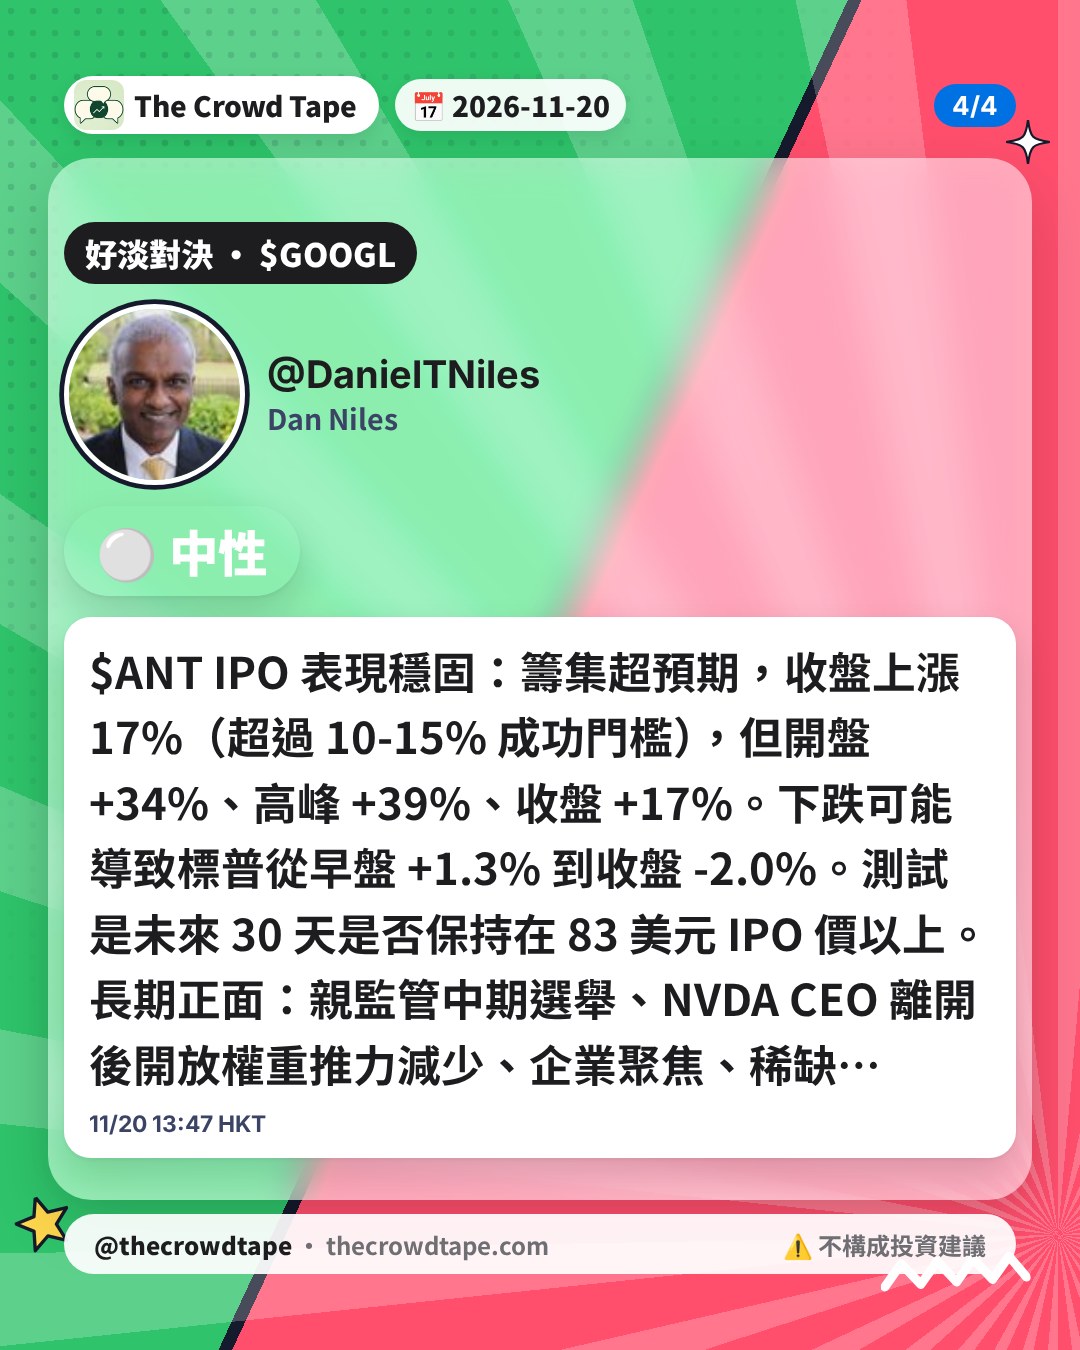 The Crowd Tape
2026-11-20
4/4
好淡對決 • $GOOGL
@DanielTNiles
Dan Niles
中性
$ANT IPO 表現穩固：籌集超預期，收盤上漲
17%（超過 10-15% 成功門檻），但開盤
+34%、高峰 +39%、收盤 +17%。下跌可能
導致標普從早盤 +1.3% 到收盤 -2.0%。測試
是未來 30 天是否保持在 83 美元 IPO 價以上。
長期正面：親監管中期選舉、NVDA CEO 離開
後開放權重推力減少、企業聚焦、稀缺…
11/20 13:47 HKT
@thecrowdtape • thecrowdtape.com
⚠️ 不構成投資建議